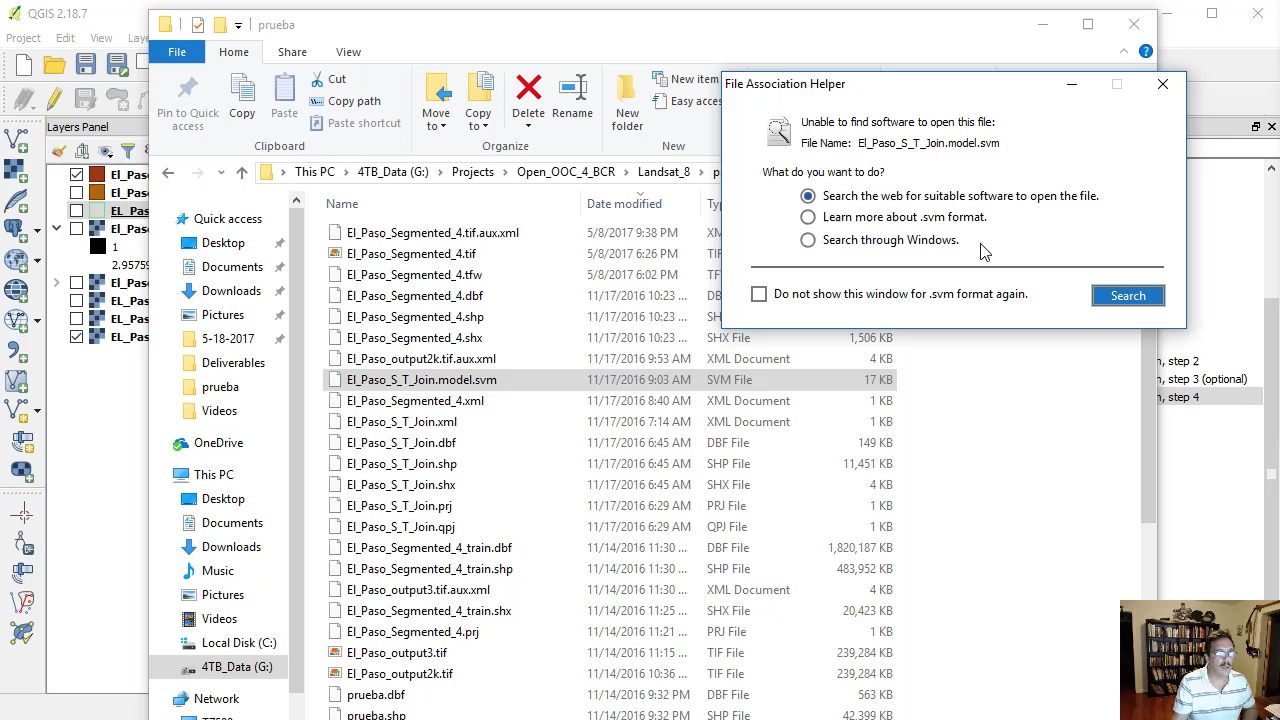 QGIS 2.18.7
Project Edit View
Layers Panel
El_Paso
El_Paso
EL_Pas
1
2.95759
prueba
File Home Share View
Pin to Quick access
Copy
Paste
Cut
Copy path
Paste shortcut
Clipboard
Move to
Copy to
Delete
Rename
Organize
New folder
New item
Easy acces
New
This PC > 4TB_Data (G:) > Projects > Open_OOC_4_BCR > Landsat_8 >
Quick access
Desktop
Documents
Downloads
Pictures
5-18-2017
Deliverables
prueba
Videos
OneDrive
This PC
Desktop
Documents
Downloads
Music
Pictures
Videos
Local Disk (C:)
4TB_Data (G:)
Network
Name Date modified
El_Paso_Segmented_4.tif.aux.xml 5/8/2017 9:38 PM
El_Paso_Segmented_4.tif 5/8/2017 6:26 PM
El_Paso_Segmented_4.tfw 5/8/2017 6:02 PM
El_Paso_Segmented_4.dbf 11/17/2016 10:23 ...
El_Paso_Segmented_4.shp 11/17/2016 10:23 ...
El_Paso_Segmented_4.shx 11/17/2016 10:23 ... SHX File 1,506 KB
El_Paso_output2k.tif.aux.xml 11/17/2016 9:53 AM XML Document 4 KB
El_Paso_S_T_Join.model.svm 11/17/2016 9:03 AM SVM File 17 KB
El_Paso_Segmented_4.xml 11/17/2016 8:40 AM XML Document 1 KB
El_Paso_S_T_Join.xml 11/17/2016 7:14 AM XML Document 1 KB
El_Paso_S_T_Join.dbf 11/17/2016 6:45 AM DBF File 149 KB
El_Paso_S_T_Join.shp 11/17/2016 6:45 AM SHP File 11,451 KB
El_Paso_S_T_Join.shx 11/17/2016 6:45 AM SHX File 4 KB
El_Paso_S_T_Join.prj 11/17/2016 6:29 AM PRJ File 1 KB
El_Paso_S_T_Join.qpj 11/17/2016 6:29 AM QPJ File 1 KB
El_Paso_Segmented_4_train.dbf 11/14/2016 11:30 ... DBF File 1,820,187 KB
El_Paso_Segmented_4_train.shp 11/14/2016 11:30 ... SHP File 483,952 KB
El_Paso_output3.tif.aux.xml 11/14/2016 11:30 ... XML Document 4 KB
El_Paso_Segmented_4_train.shx 11/14/2016 11:25 ... SHX File 20,423 KB
El_Paso_Segmented_4.prj 11/14/2016 11:21 ... PRJ File 1 KB
El_Paso_output3.tif 11/14/2016 11:15 ... TIF File 239,284 KB
El_Paso_output2k.tif 11/14/2016 10:36 ... TIF File 239,284 KB
prueba.dbf 11/14/2016 9:32 PM DBF File 563 KB
prueba.shp 11/14/2016 9:32 PM SHP File 42,399 KB
File Association Helper
Unable to find software to open this file:
File Name: El_Paso_S_T_Join.model.svm
What do you want to do?
Search the web for suitable software to open the file.
Learn more about .svm format.
Search through Windows.
Do not show this window for .svm format again.
Search
, step 2
, step 3 (optional)
, step 4